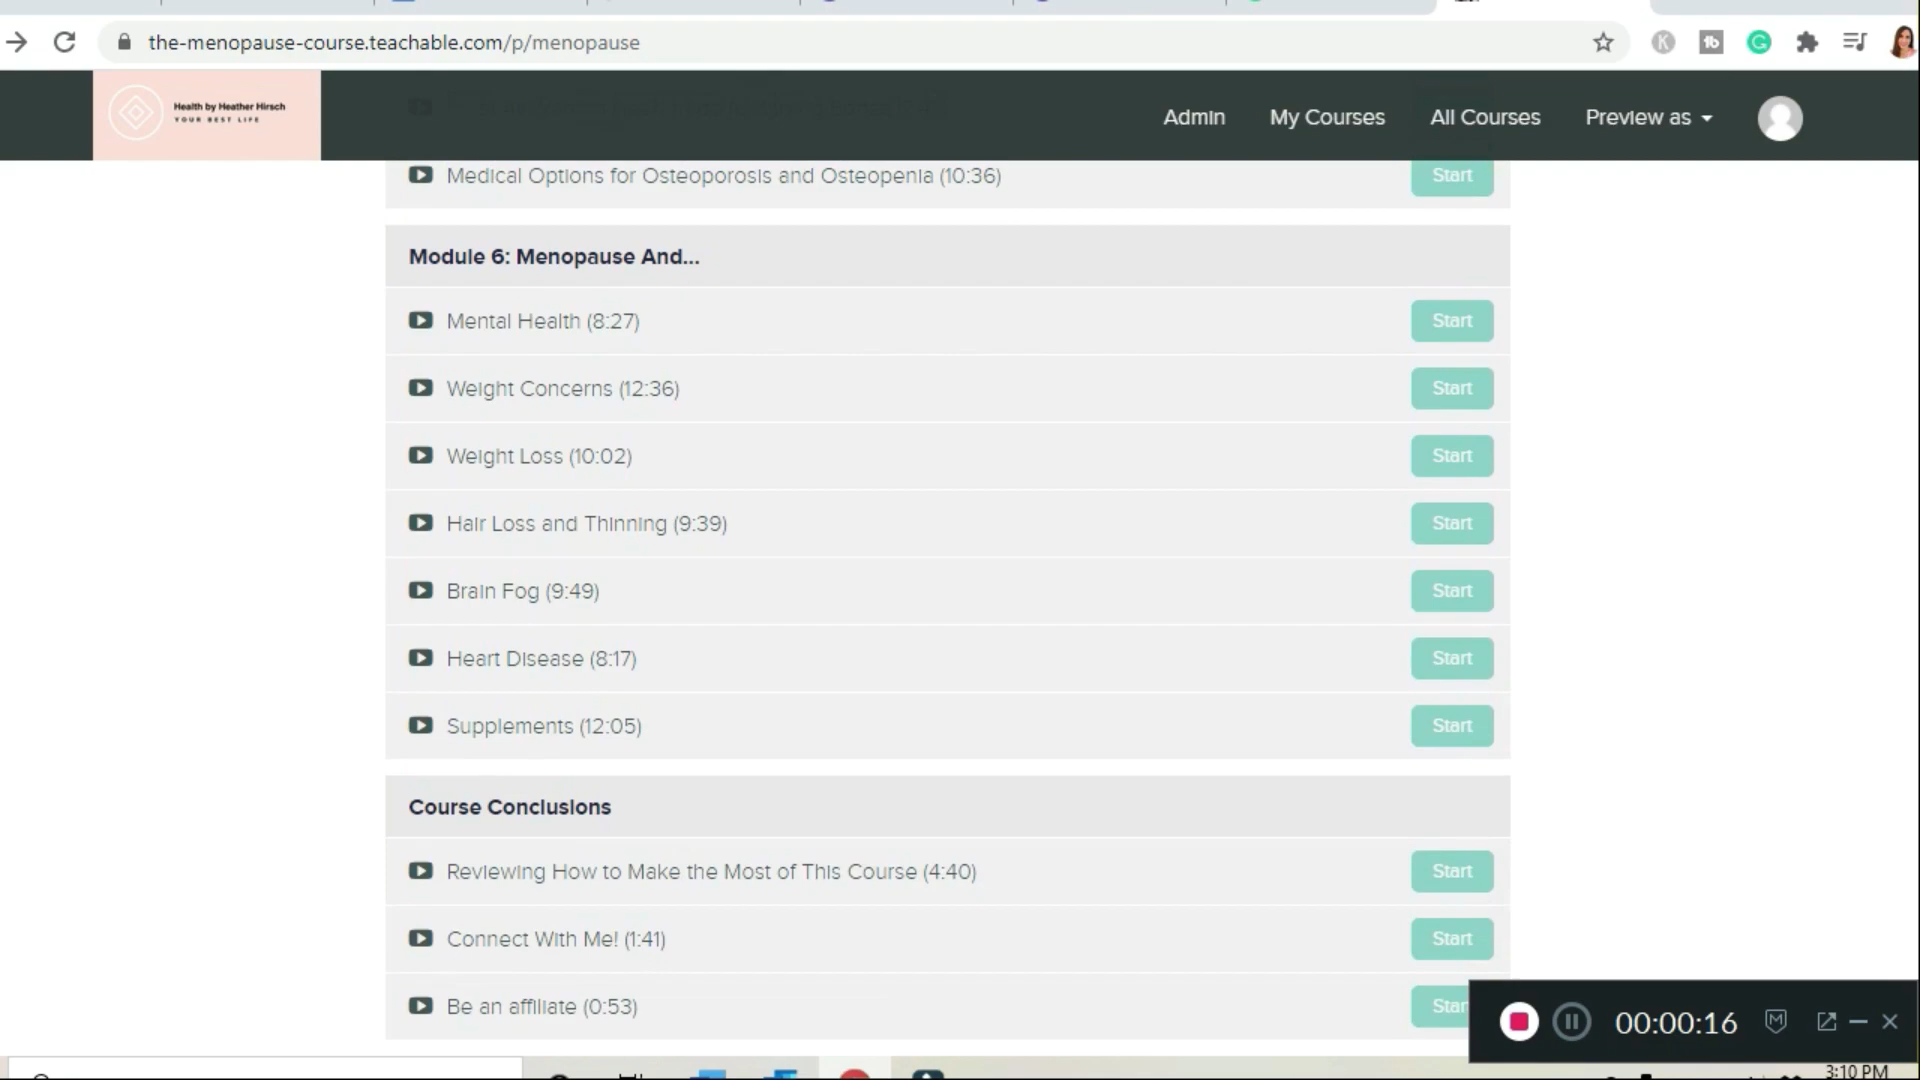 the-menopause-course.teachable.com/p/menopause
Health by Heather Hirsch
YOUR BEST LIFE
Admin
My Courses
All Courses
Preview as
Medical Options for Osteoporosis and Osteopenia (10:36)
Start
Module 6: Menopause And...
Mental Health (8:27)
Start
Weight Concerns (12:36)
Start
Weight Loss (10:02)
Start
Hair Loss and Thinning (9:39)
Start
Brain Fog (9:49)
Start
Heart Disease (8:17)
Start
Supplements (12:05)
Start
Course Conclusions
Reviewing How to Make the Most of This Course (4:40)
Start
Connect With Me! (1:41)
Start
Be an affiliate (0:53)
Star
00:00:16
3:10 PM